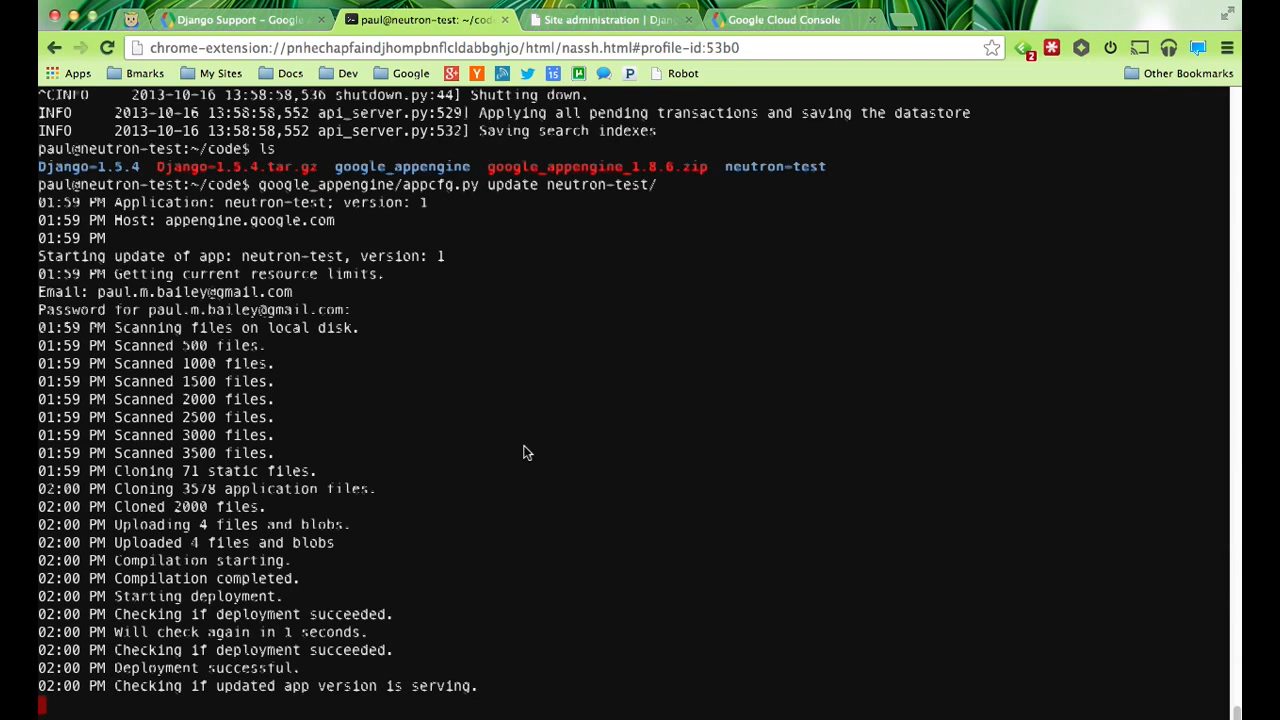 Django Support - Google
paul@neutron-test: ~/cod
Site administration | Djan
Google Cloud Console
chrome-extension://pnhechapfaindjhompbnflcldabbghjo/html/nassh.html#profile-id:53b0
2
Apps Bmarks My Sites Docs Dev Google Robot Other Bookmarks
^CINFO 2013-10-16 13:58:58,536 shutdown.py:44] Shutting down.
INFO 2013-10-16 13:58:58,552 api_server.py:529] Applying all pending transactions and saving the datastore
INFO 2013-10-16 13:58:58,552 api_server.py:532] Saving search indexes
paul@neutron-test:~/code$ ls
Django-1.5.4 Django-1.5.4.tar.gz google_appengine google_appengine_1.8.6.zip neutron-test
paul@neutron-test:~/code$ google_appengine/appcfg.py update neutron-test/
01:59 PM Application: neutron-test; version: 1
01:59 PM Host: appengine.google.com
01:59 PM
Starting update of app: neutron-test, version: 1
01:59 PM Getting current resource limits.
Email: paul.m.bailey@gmail.com
Password for paul.m.bailey@gmail.com:
01:59 PM Scanning files on local disk.
01:59 PM Scanned 500 files.
01:59 PM Scanned 1000 files.
01:59 PM Scanned 1500 files.
01:59 PM Scanned 2000 files.
01:59 PM Scanned 2500 files.
01:59 PM Scanned 3000 files.
01:59 PM Scanned 3500 files.
01:59 PM Cloning 71 static files.
02:00 PM Cloning 3578 application files.
02:00 PM Cloned 2000 files.
02:00 PM Uploading 4 files and blobs.
02:00 PM Uploaded 4 files and blobs
02:00 PM Compilation starting.
02:00 PM Compilation completed.
02:00 PM Starting deployment.
02:00 PM Checking if deployment succeeded.
02:00 PM Will check again in 1 seconds.
02:00 PM Checking if deployment succeeded.
02:00 PM Deployment successful.
02:00 PM Checking if updated app version is serving.